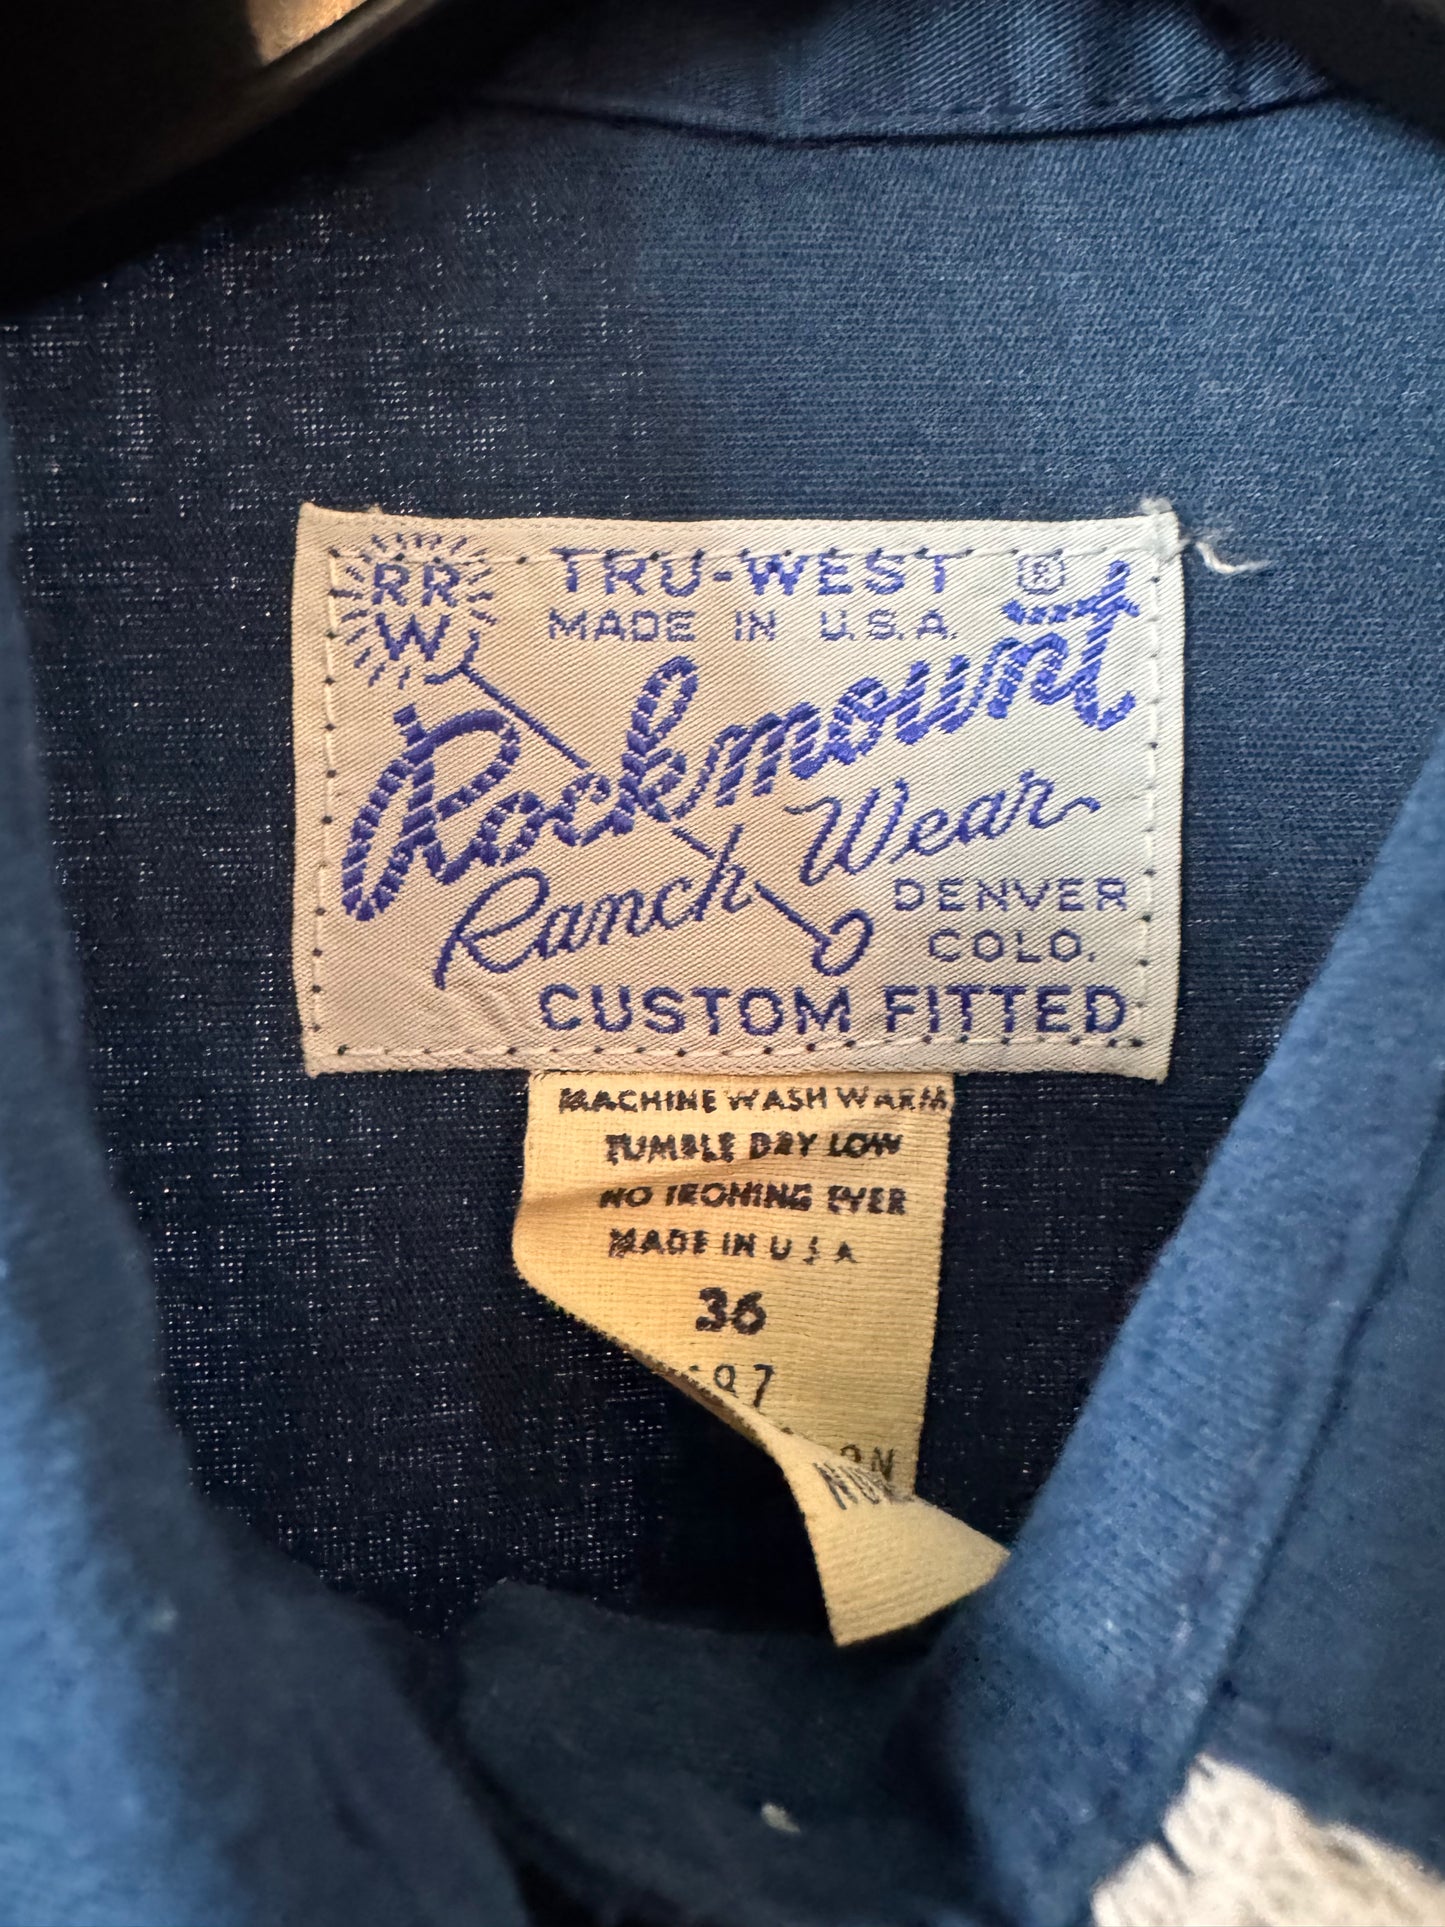 RR
W
TRU-WEST ®
MADE IN U.S.A.
Rockmount
Ranch Wear
DENVER
COLO.
CUSTOM FITTED
MACHINE WASH WARM
TUMBLE DRY LOW
NO IRONING EVER
MADE IN U S A
36